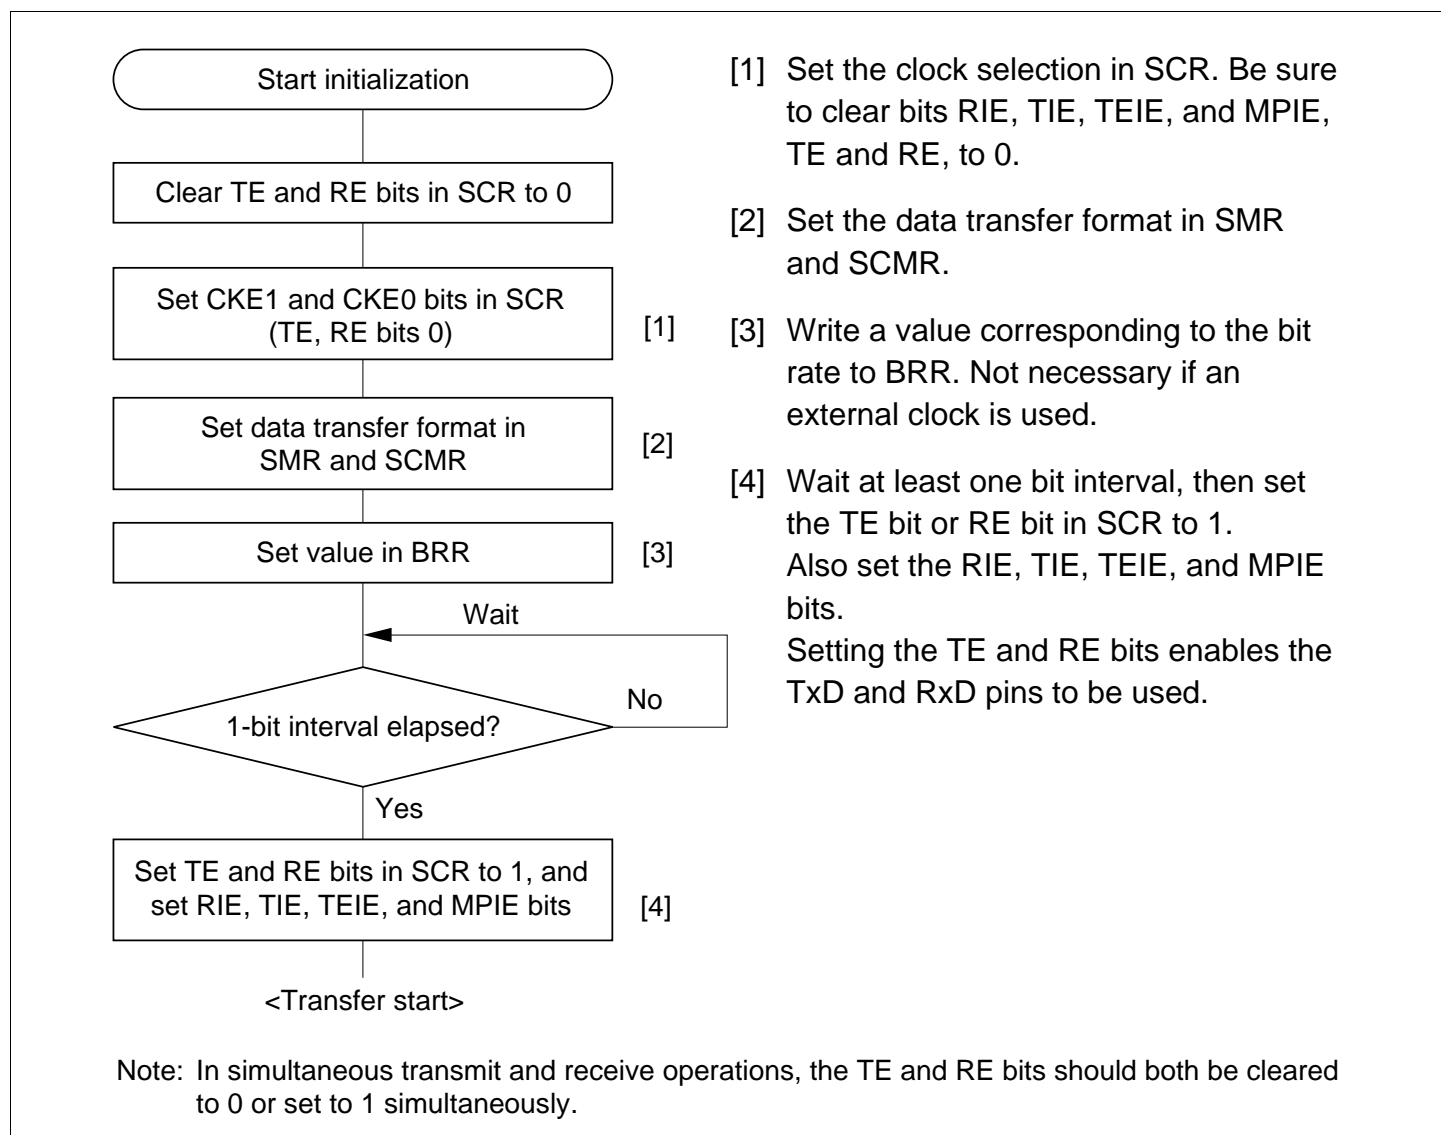 Start initialization
Clear TE and RE bits in SCR to 0
Set CKE1 and CKE0 bits in SCR
(TE, RE bits 0)
[1]
Set data transfer format in
SMR and SCMR
[2]
Set value in BRR
[3]
Wait
No
1-bit interval elapsed?
Yes
Set TE and RE bits in SCR to 1, and
set RIE, TIE, TEIE, and MPIE bits
[4]
<Transfer start>
[1] Set the clock selection in SCR. Be sure
to clear bits RIE, TIE, TEIE, and MPIE,
TE and RE, to 0.
[2] Set the data transfer format in SMR
and SCMR.
[3] Write a value corresponding to the bit
rate to BRR. Not necessary if an
external clock is used.
[4] Wait at least one bit interval, then set
the TE bit or RE bit in SCR to 1.
Also set the RIE, TIE, TEIE, and MPIE
bits.
Setting the TE and RE bits enables the
TxD and RxD pins to be used.
Note: In simultaneous transmit and receive operations, the TE and RE bits should both be cleared
to 0 or set to 1 simultaneously.